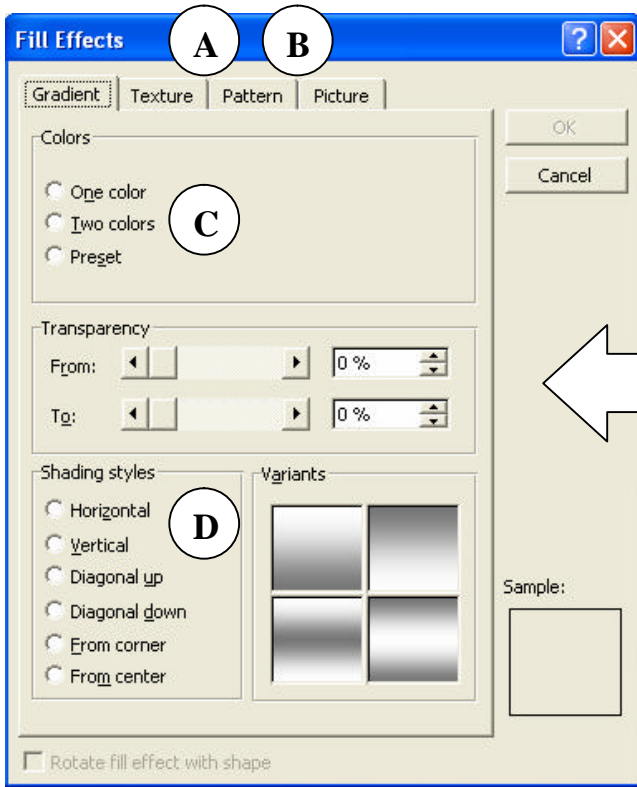 Fill Effects A B ?
Gradient Texture Pattern Picture
Colors
One color
Two colors
C
Preset
OK
Cancel
Transparency
From: 0 %
To: 0 %
Shading styles
Horizontal
D
Vertical
Diagonal up
Diagonal down
From corner
From center
Variants
Sample:
Rotate fill effect with shape